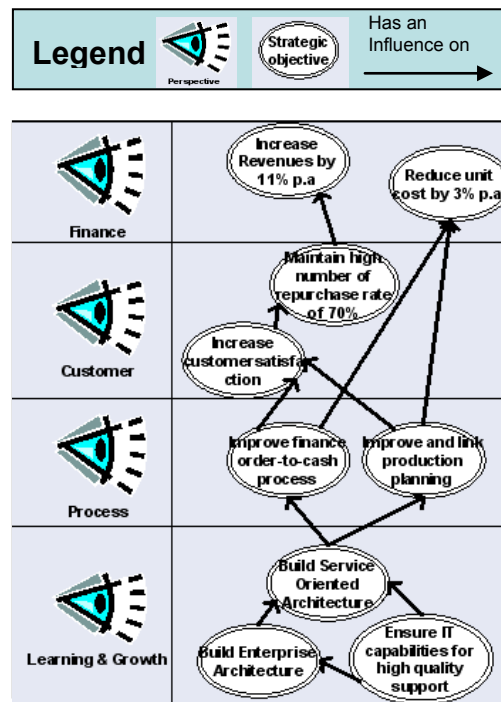 Legend
Perspective
Strategic
objective
Has an
Influence on
Finance
Increase
Revenues by
11% p.a
Reduce unit
cost by 3% p.a
Customer
Maintain high
number of
repurchase rate
of 70%
Increase
customersatisfa
ction
Process
Improve finance
order-to-cash
process
Improve and link
production
planning
Learning & Growth
Build Service
Oriented
Architecture
Build Enterprise
Architecture
Ensure IT
capabilities for
high quality
support